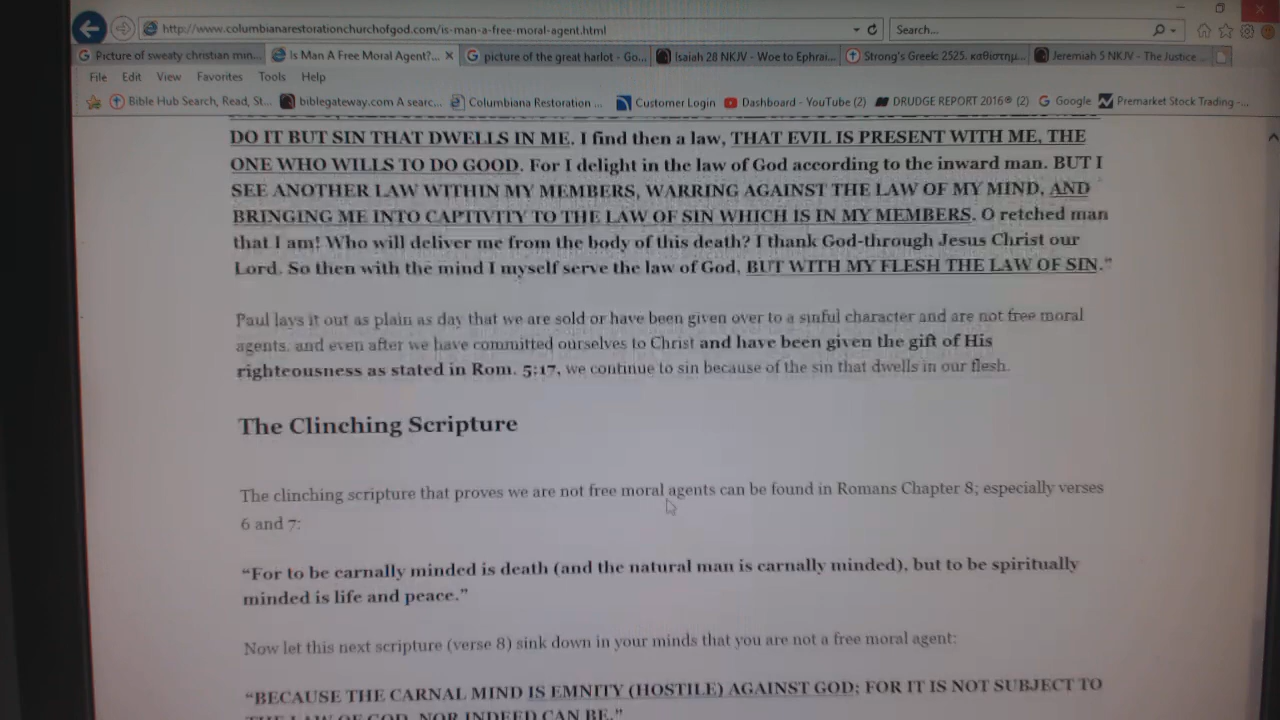 http://www.columbianarestorationchurchofgod.com/is-man-a-free-moral-agent.html
Search...
Picture of sweaty christian min...
Is Man A Free Moral Agent?...
picture of the great harlot - Go...
Isaiah 28 NKJV - Woe to Ephrai...
Strong's Greek: 2525. καθίστημ...
Jeremiah 5 NKJV - The Justice ...
File Edit View Favorites Tools Help
Bible Hub Search, Read, St...
biblegateway.com A searc...
Columbiana Restoration ...
Customer Login
Dashboard - YouTube (2)
DRUDGE REPORT 2016® (2)
Google
Premarket Stock Trading -...
DO IT BUT SIN THAT DWELLS IN ME. I find then a law, THAT EVIL IS PRESENT WITH ME, THE
ONE WHO WILLS TO DO GOOD. For I delight in the law of God according to the inward man. BUT I
SEE ANOTHER LAW WITHIN MY MEMBERS, WARRING AGAINST THE LAW OF MY MIND, AND
BRINGING ME INTO CAPTIVITY TO THE LAW OF SIN WHICH IS IN MY MEMBERS. O retched man
that I am! Who will deliver me from the body of this death? I thank God-through Jesus Christ our
Lord. So then with the mind I myself serve the law of God, BUT WITH MY FLESH THE LAW OF SIN."
Paul lays it out as plain as day that we are sold or have been given over to a sinful character and are not free moral
agents, and even after we have committed ourselves to Christ and have been given the gift of His
righteousness as stated in Rom. 5:17, we continue to sin because of the sin that dwells in our flesh.
The Clinching Scripture
The clinching scripture that proves we are not free moral agents can be found in Romans Chapter 8; especially verses
6 and 7:
“For to be carnally minded is death (and the natural man is carnally minded), but to be spiritually
minded is life and peace.”
Now let this next scripture (verse 8) sink down in your minds that you are not a free moral agent:
“BECAUSE THE CARNAL MIND IS EMNITY (HOSTILE) AGAINST GOD; FOR IT IS NOT SUBJECT TO
THE LAW OF GOD, NOR INDEED CAN BE.”